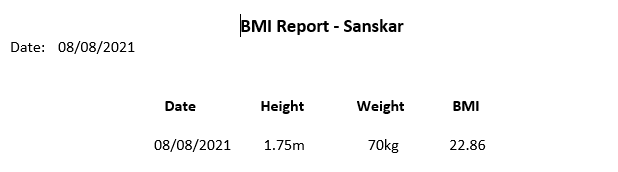 BMI Report - Sanskar
Date: 08/08/2021
Date Height Weight BMI
08/08/2021 1.75m 70kg 22.86